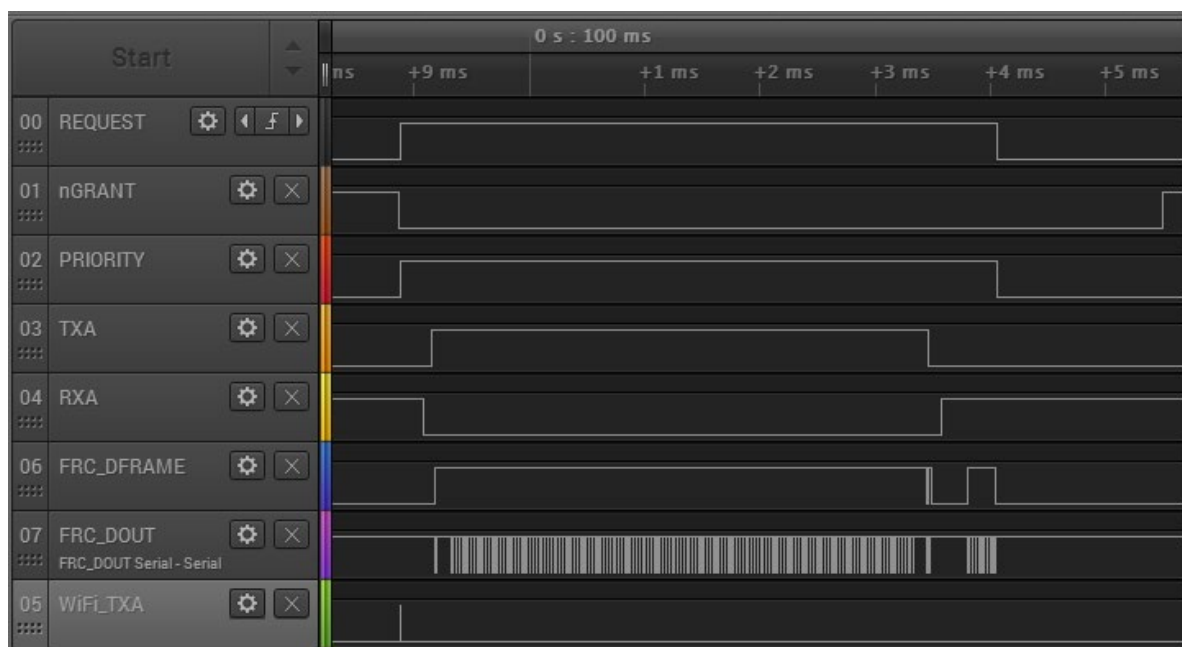 0 s : 100 ms
Start
ms +9 ms +1 ms +2 ms +3 ms +4 ms +5 ms
00 REQUEST
01 nGRANT
02 PRIORITY
03 TXA
04 RXA
06 FRC_DFRAME
07 FRC_DOUT
FRC_DOUT Serial - Serial
05 WiFi_TXA